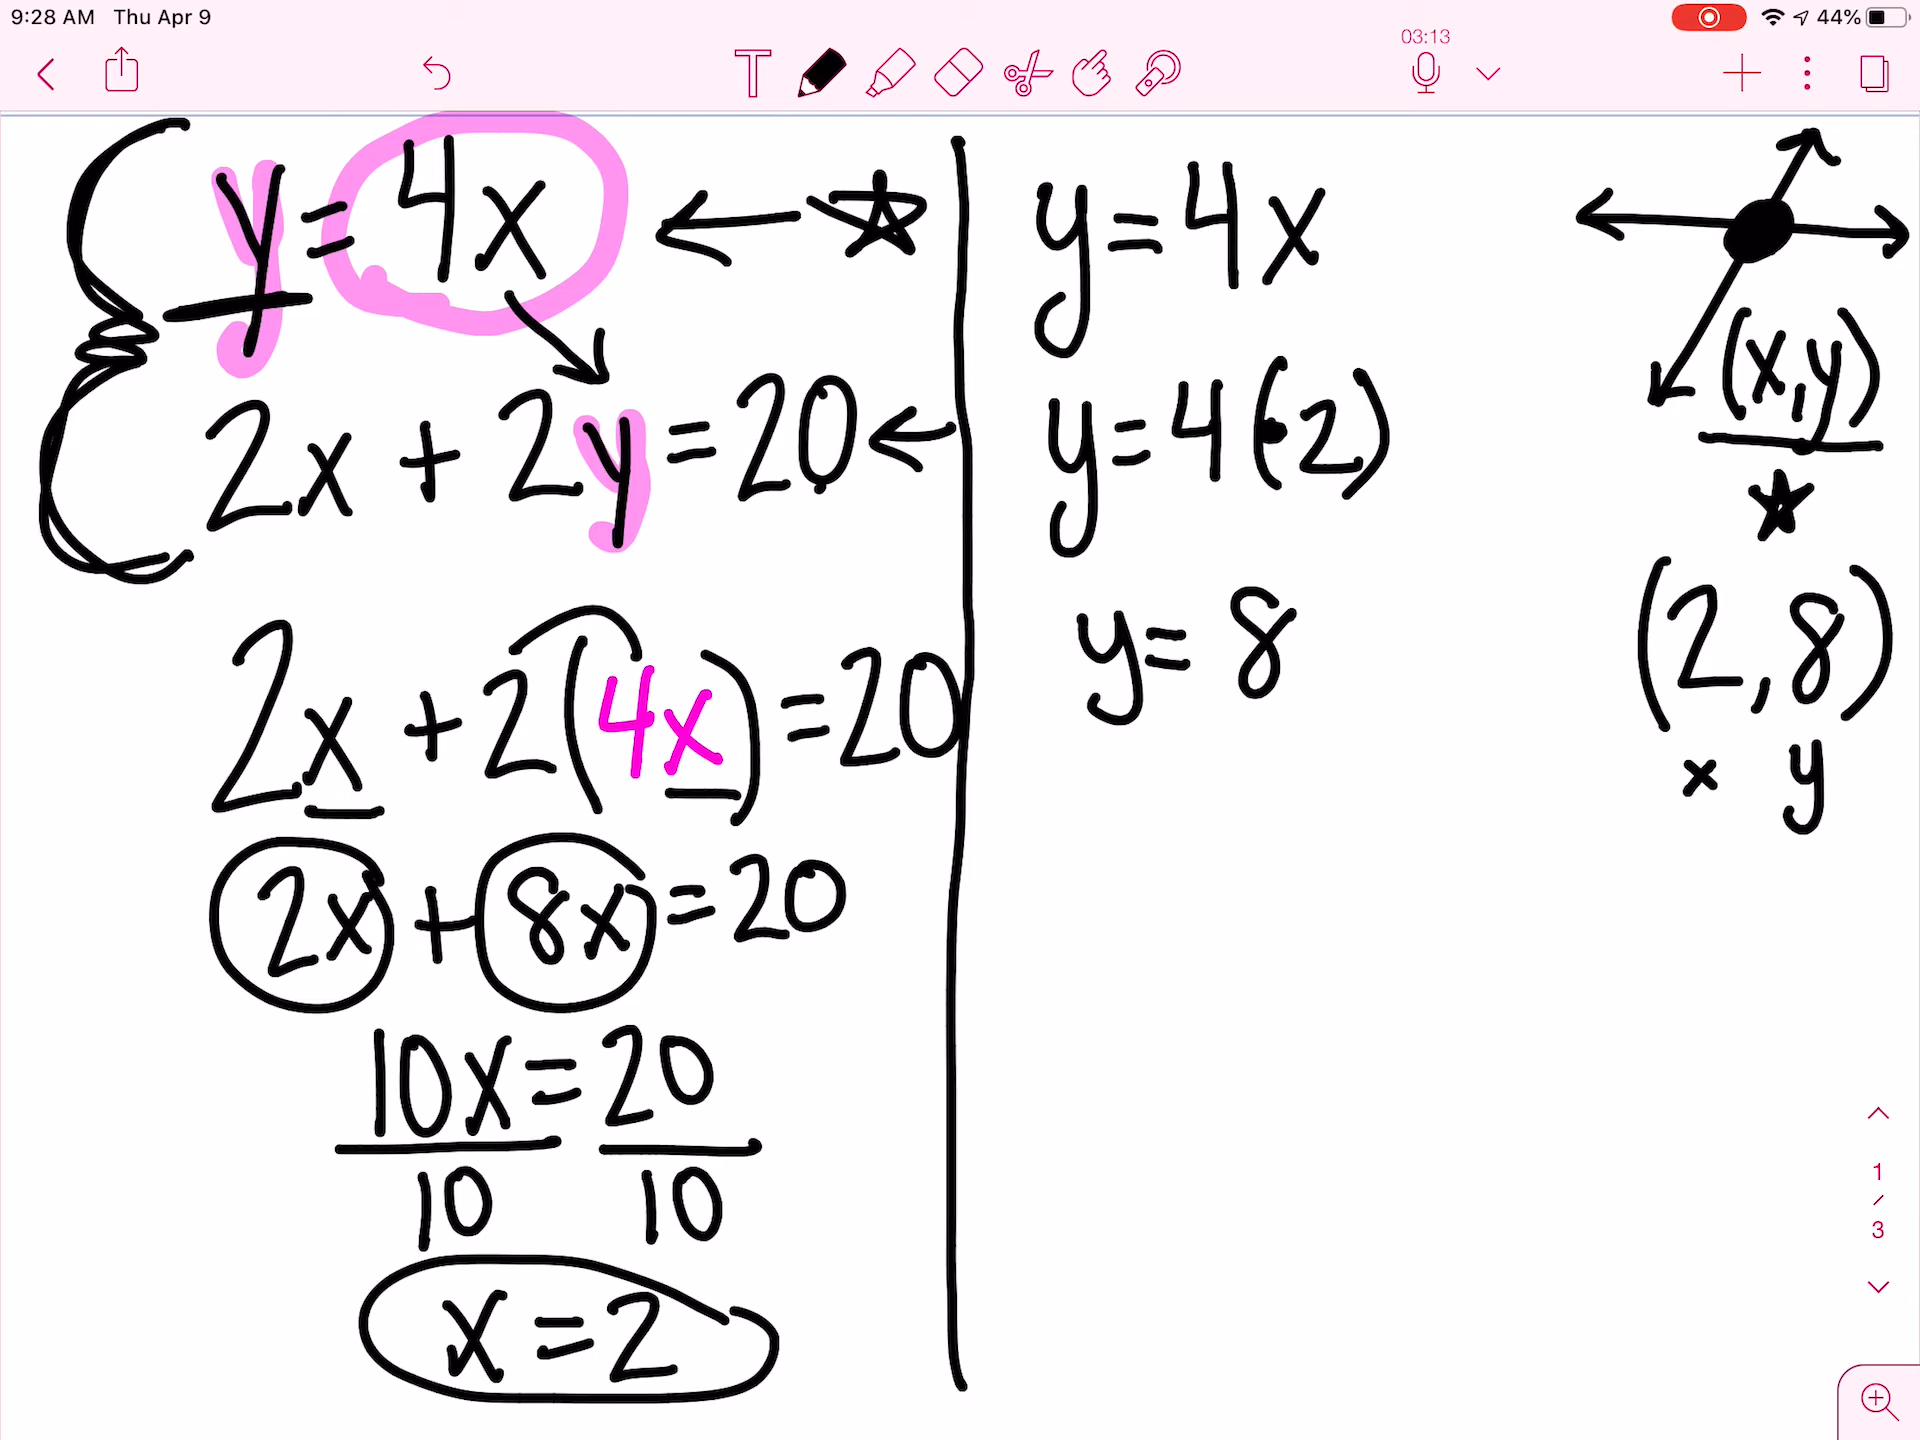 9:28 AM Thu Apr 9
44%
T
03:13
y = 4x
2x + 2y = 20
2x + 2(4x) = 20
2x + 8x = 20
10x = 20
10 10
x = 2
y = 4x
y = 4(·2)
y = 8
(x,y)
(2,8)
x y
1
/
3